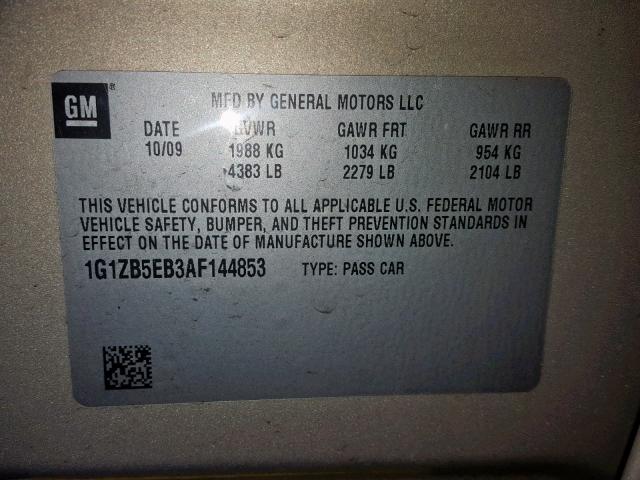 GM®
MFD BY GENERAL MOTORS LLC
DATE GVWR GAWR FRT GAWR RR
10/09 1988 KG 1034 KG 954 KG
4383 LB 2279 LB 2104 LB
THIS VEHICLE CONFORMS TO ALL APPLICABLE U.S. FEDERAL MOTOR
VEHICLE SAFETY, BUMPER, AND THEFT PREVENTION STANDARDS IN
EFFECT ON THE DATE OF MANUFACTURE SHOWN ABOVE.
1G1ZB5EB3AF144853 TYPE: PASS CAR